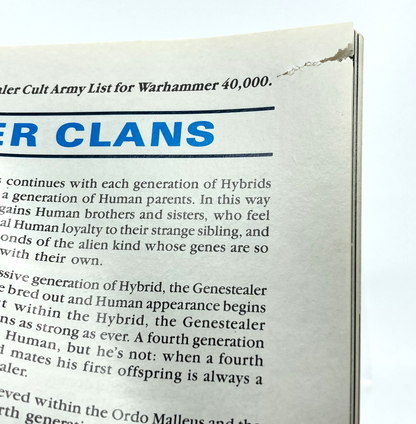 aler Cult Army List for Warhammer 40,000.
ER CLANS
s continues with each generation of Hybrids
a generation of Human parents. In this way
gains Human brothers and sisters, who feel
al Human loyalty to their strange sibling, and
onds of the alien kind whose genes are so
with their own.
ssive generation of Hybrid, the Genestealer
e bred out and Human appearance begins
t within the Hybrid, the Genestealer
ns as strong as ever. A fourth generation
Human, but he's not: when a fourth
d mates his first offspring is always a
aler.
eved within the Ordo Malleus and the
rth genera